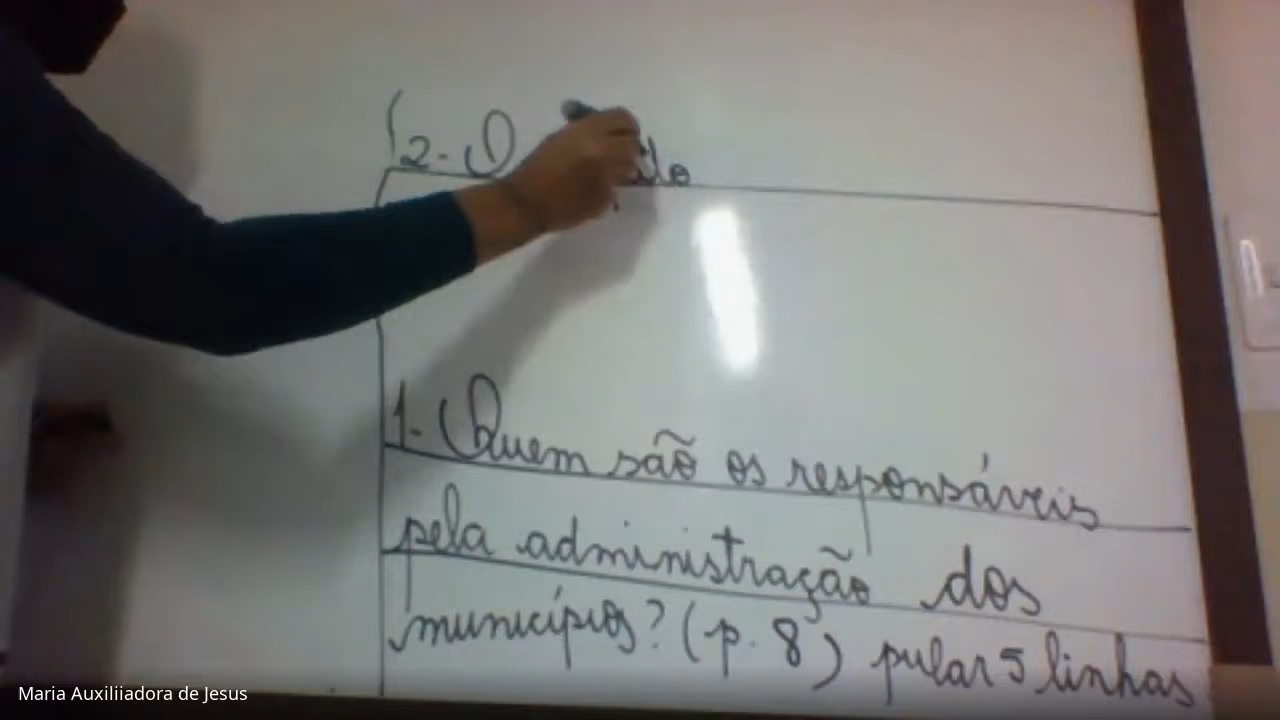 2-
1- Quem são os responsáveis
pela administração dos
municípios? (p. 8) pular 5 linhas
Maria Auxiliiadora de Jesus